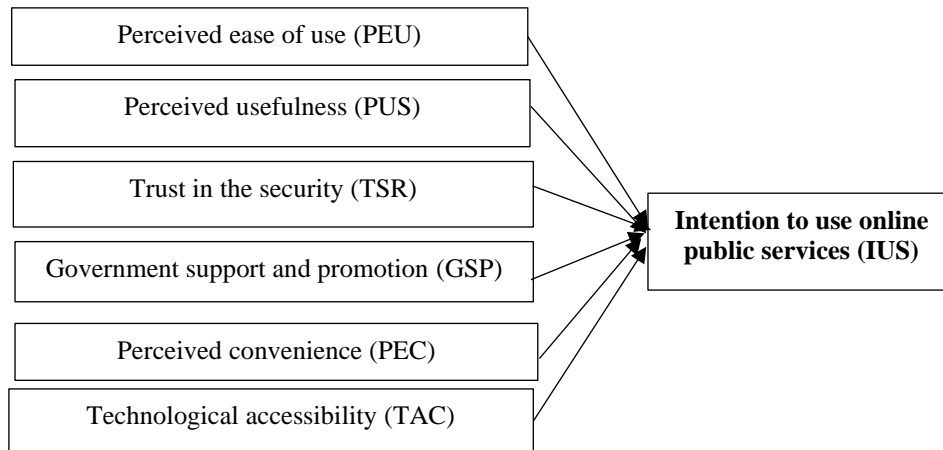 Perceived ease of use (PEU)
Perceived usefulness (PUS)
Trust in the security (TSR)
Government support and promotion (GSP)
Perceived convenience (PEC)
Technological accessibility (TAC)
Intention to use online
public services (IUS)